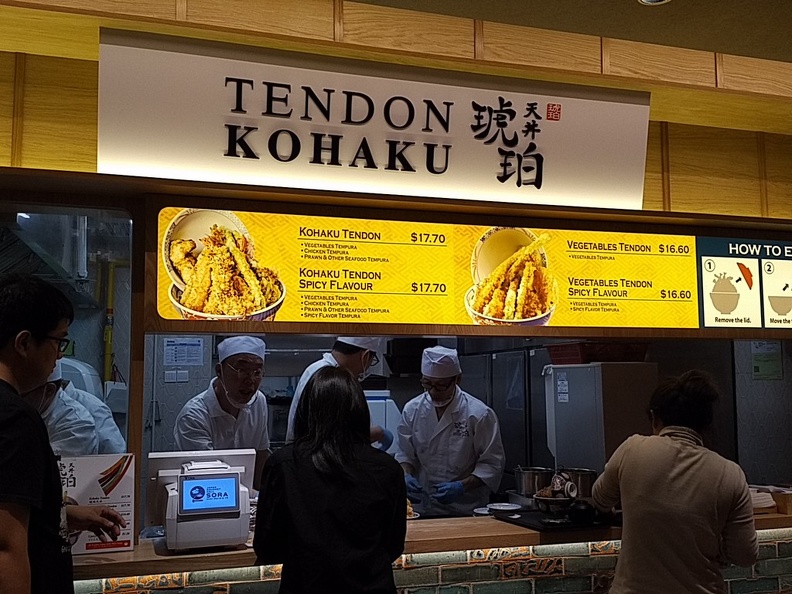 TENDON
KOHAKU
天丼
琥珀
琥珀
KOHAKU TENDON $17.70
• VEGETABLES TEMPURA
• CHICKEN TEMPURA
• PRAWN & OTHER SEAFOOD TEMPURA
KOHAKU TENDON
SPICY FLAVOUR $17.70
• VEGETABLES TEMPURA
• CHICKEN TEMPURA
• PRAWN & OTHER SEAFOOD TEMPURA
• SPICY FLAVOR TEMPURA
VEGETABLES TENDON $16.60
• VEGETABLES TEMPURA
VEGETABLES TENDON
SPICY FLAVOUR $16.60
• VEGETABLES TEMPURA
• SPICY FLAVOR TEMPURA
HOW TO E
1
Remove the lid.
2
Move the
SORA